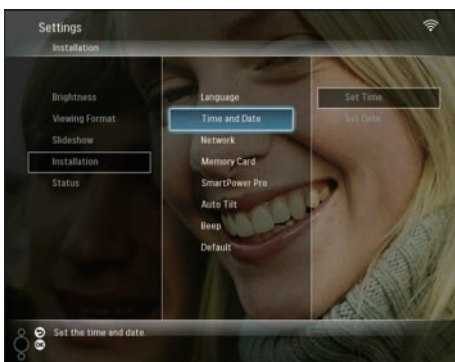 Settings
Installation
Brightness
Viewing Format
Slideshow
Installation
Status
Language
Time and Date
Network
Memory Card
SmartPower Pro
Auto Tilt
Beep
Default
Set Time
Set Date
OK
Set the time and date.